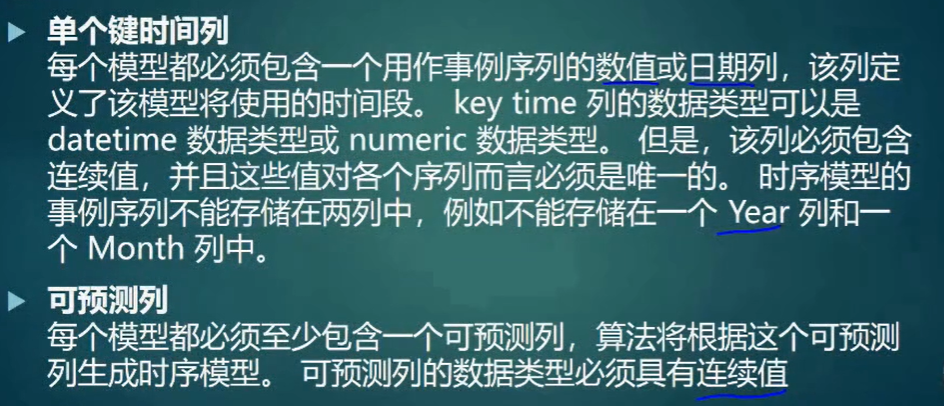 单个键时间列
每个模型都必须包含一个用作事例序列的数值或日期列，该列定
义了该模型将使用的时间段。 key time 列的数据类型可以是
datetime 数据类型或 numeric 数据类型。 但是，该列必须包含
连续值，并且这些值对各个序列而言必须是唯一的。 时序模型的
事例序列不能存储在两列中，例如不能存储在一个 Year 列和一
个 Month 列中。
可预测列
每个模型都必须至少包含一个可预测列，算法将根据这个可预测
列生成时序模型。 可预测列的数据类型必须具有连续值